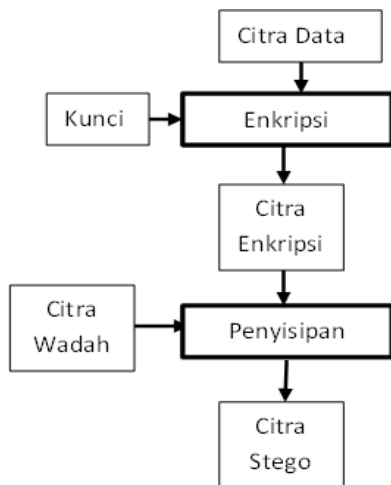 Citra Data
Kunci
Enkripsi
Citra
Enkripsi
Citra
Wadah
Penyisipan
Citra
Stego